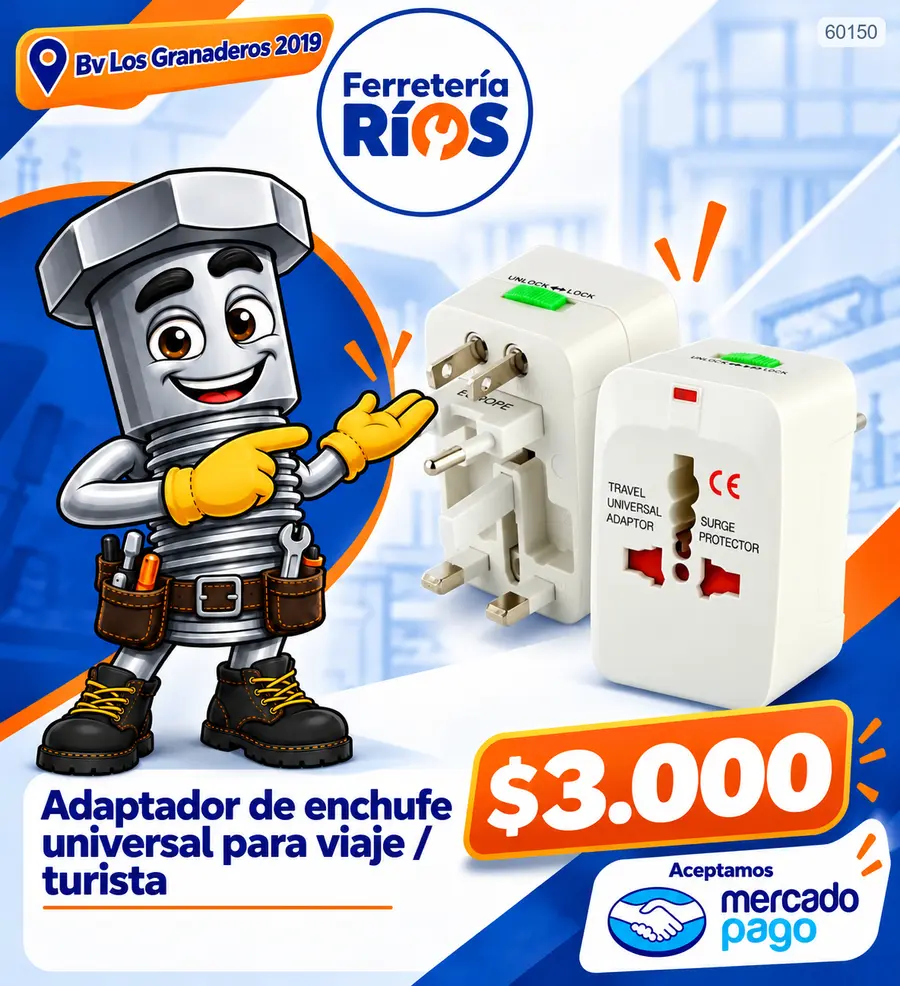 Bv Los Granaderos 2019
Ferretería
RÍOS
60150
UNLOCK LOCK
EUROPE
UNLOCK LOCK
TRAVEL
UNIVERSAL
ADAPTOR
CE
SURGE
PROTECTOR
$3.000
Adaptador de enchufe
universal para viaje /
turista
Aceptamos
mercado
pago